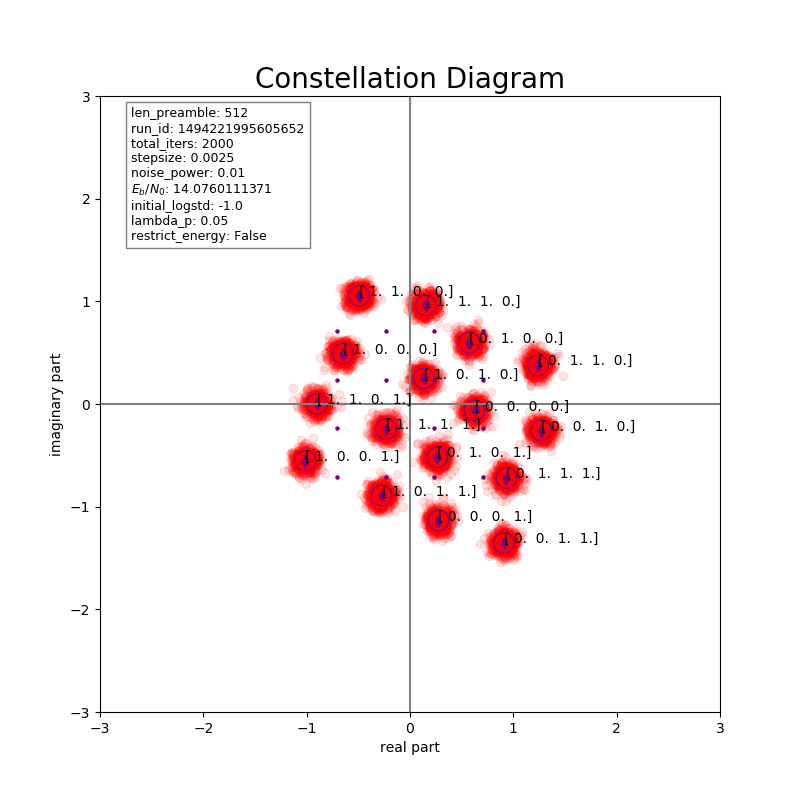 Constellation Diagram
len_preamble: 512
run_id: 1494221995605652
total_iters: 2000
stepsize: 0.0025
noise_power: 0.01
E_b/N_0: 14.0760111371
initial_logstd: -1.0
lambda_p: 0.05
restrict_energy: False
3
2
1
0
−1
−2
−3
imaginary part
[ 1. 1. 0. 0.]
[ 1. 1. 1. 0.]
[ 0. 1. 0. 0.]
[ 1. 0. 0. 0.]
[ 0. 1. 1. 0.]
[ 1. 0. 1. 0.]
[ 1. 1. 0. 1.]
[ 0. 0. 0. 0.]
[ 1. 1. 1. 1.]
[ 0. 0. 1. 0.]
[ 1. 0. 0. 1.]
[ 0. 1. 0. 1.]
[ 0. 1. 1. 1.]
[ 1. 0. 1. 1.]
[ 0. 0. 0. 1.]
[ 0. 0. 1. 1.]
−3 −2 −1 0 1 2 3
real part